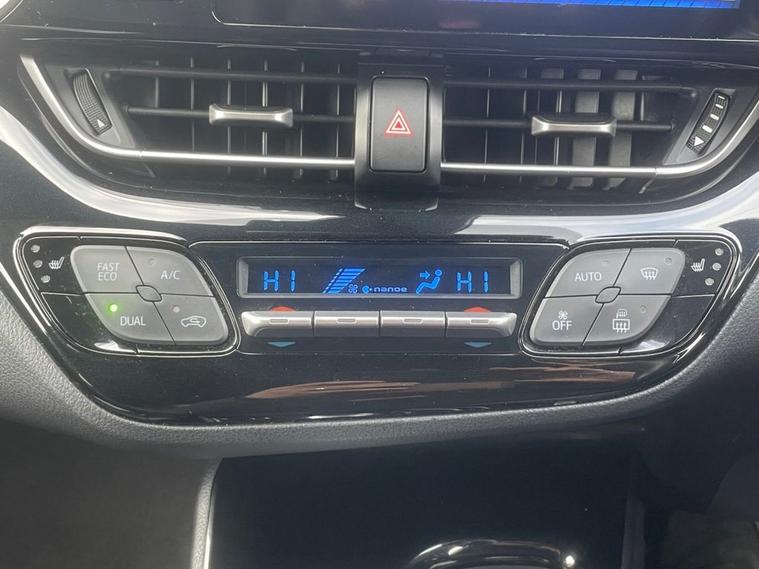 HI nanoe HI
FAST
ECO
A/C
DUAL
AUTO
OFF